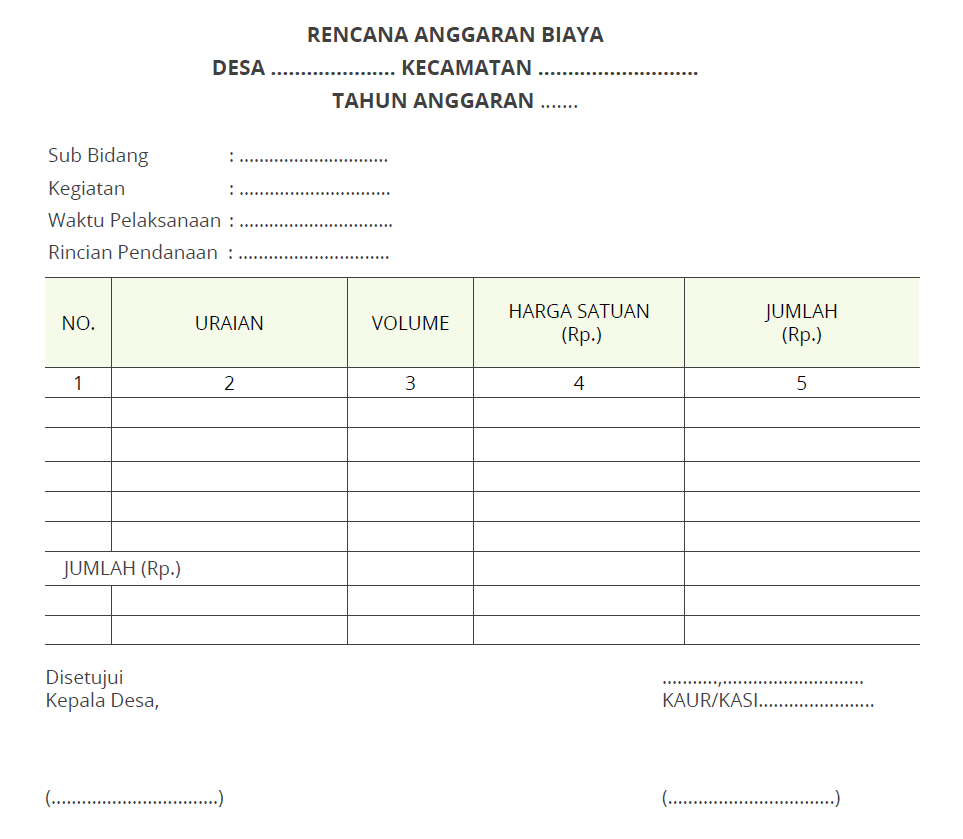 RENCANA ANGGARAN BIAYA
DESA ..................... KECAMATAN ...........................
TAHUN ANGGARAN .......
Sub Bidang : ..............................
Kegiatan : ..............................
Waktu Pelaksanaan : ...............................
Rincian Pendanaan : ..............................
NO. URAIAN VOLUME HARGA SATUAN (Rp.) JUMLAH (Rp.)
1 2 3 4 5
JUMLAH (Rp.)
Disetujui ...........,............................
Kepala Desa, KAUR/KASI.......................
(.................................) (.................................)